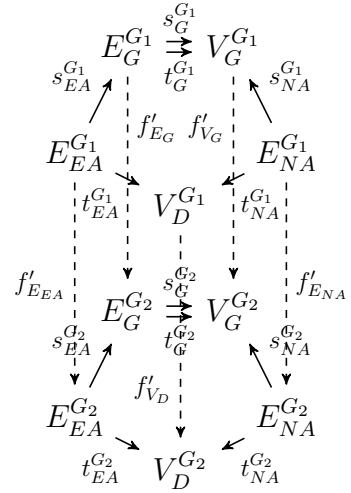 s_G^{G_1}
E_G^{G_1} V_G^{G_1}
t_G^{G_1}
s_{EA}^{G_1} s_{NA}^{G_1}
f'_{E_G} f'_{V_G}
E_{EA}^{G_1} E_{NA}^{G_1}
t_{EA}^{G_1} V_D^{G_1} t_{NA}^{G_1}
f'_{E_{EA}} f'_{E_{NA}}
s_G^{G_2}
E_G^{G_2} V_G^{G_2}
t_G^{G_2}
s_{EA}^{G_2} s_{NA}^{G_2}
f'_{V_D}
E_{EA}^{G_2} E_{NA}^{G_2}
t_{EA}^{G_2} V_D^{G_2} t_{NA}^{G_2}